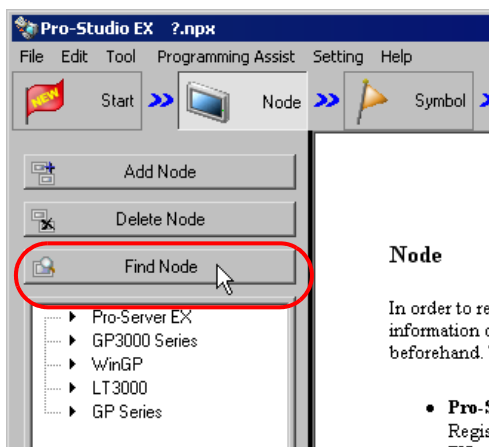 Pro-Studio EX ?.npx
File Edit Tool Programming Assist Setting Help
NEW Start Node Symbol
Add Node
Delete Node
Find Node
Pro-Server EX
GP3000 Series
WinGP
LT3000
GP Series
Node
In order to re
information
beforehand.
• Pro-S
Regis